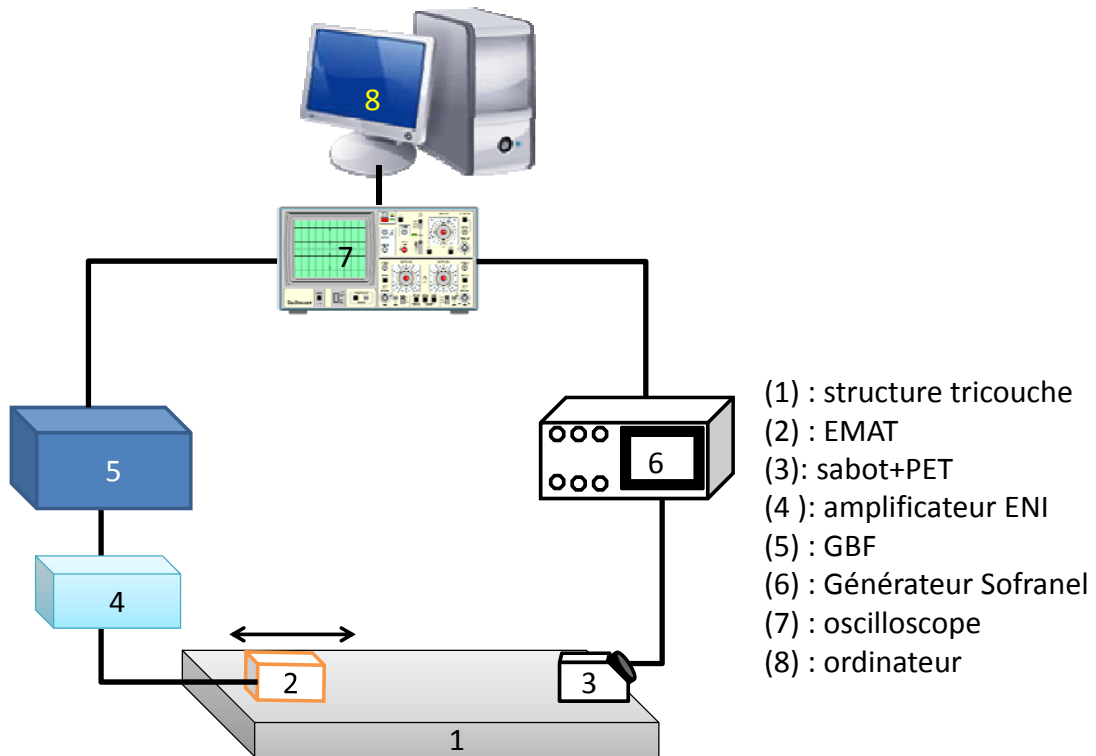 8
7
5
6
4
2
3
1
(1) : structure tricouche
(2) : EMAT
(3): sabot+PET
(4 ): amplificateur ENI
(5) : GBF
(6) : Générateur Sofranel
(7) : oscilloscope
(8) : ordinateur